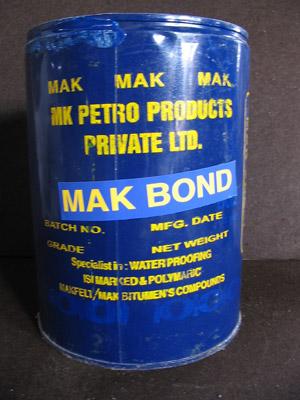 MAK MAK MAK
MK PETRO PRODUCTS
PRIVATE LTD.
MAK BOND
BATCH NO. MFG. DATE
GRADE NET WEIGHT
Specialist in : WATER PROOFING
ISI MARKED & POLYMARIC
MAKFELT/MAK BITUMEN'S COMPOUNDS